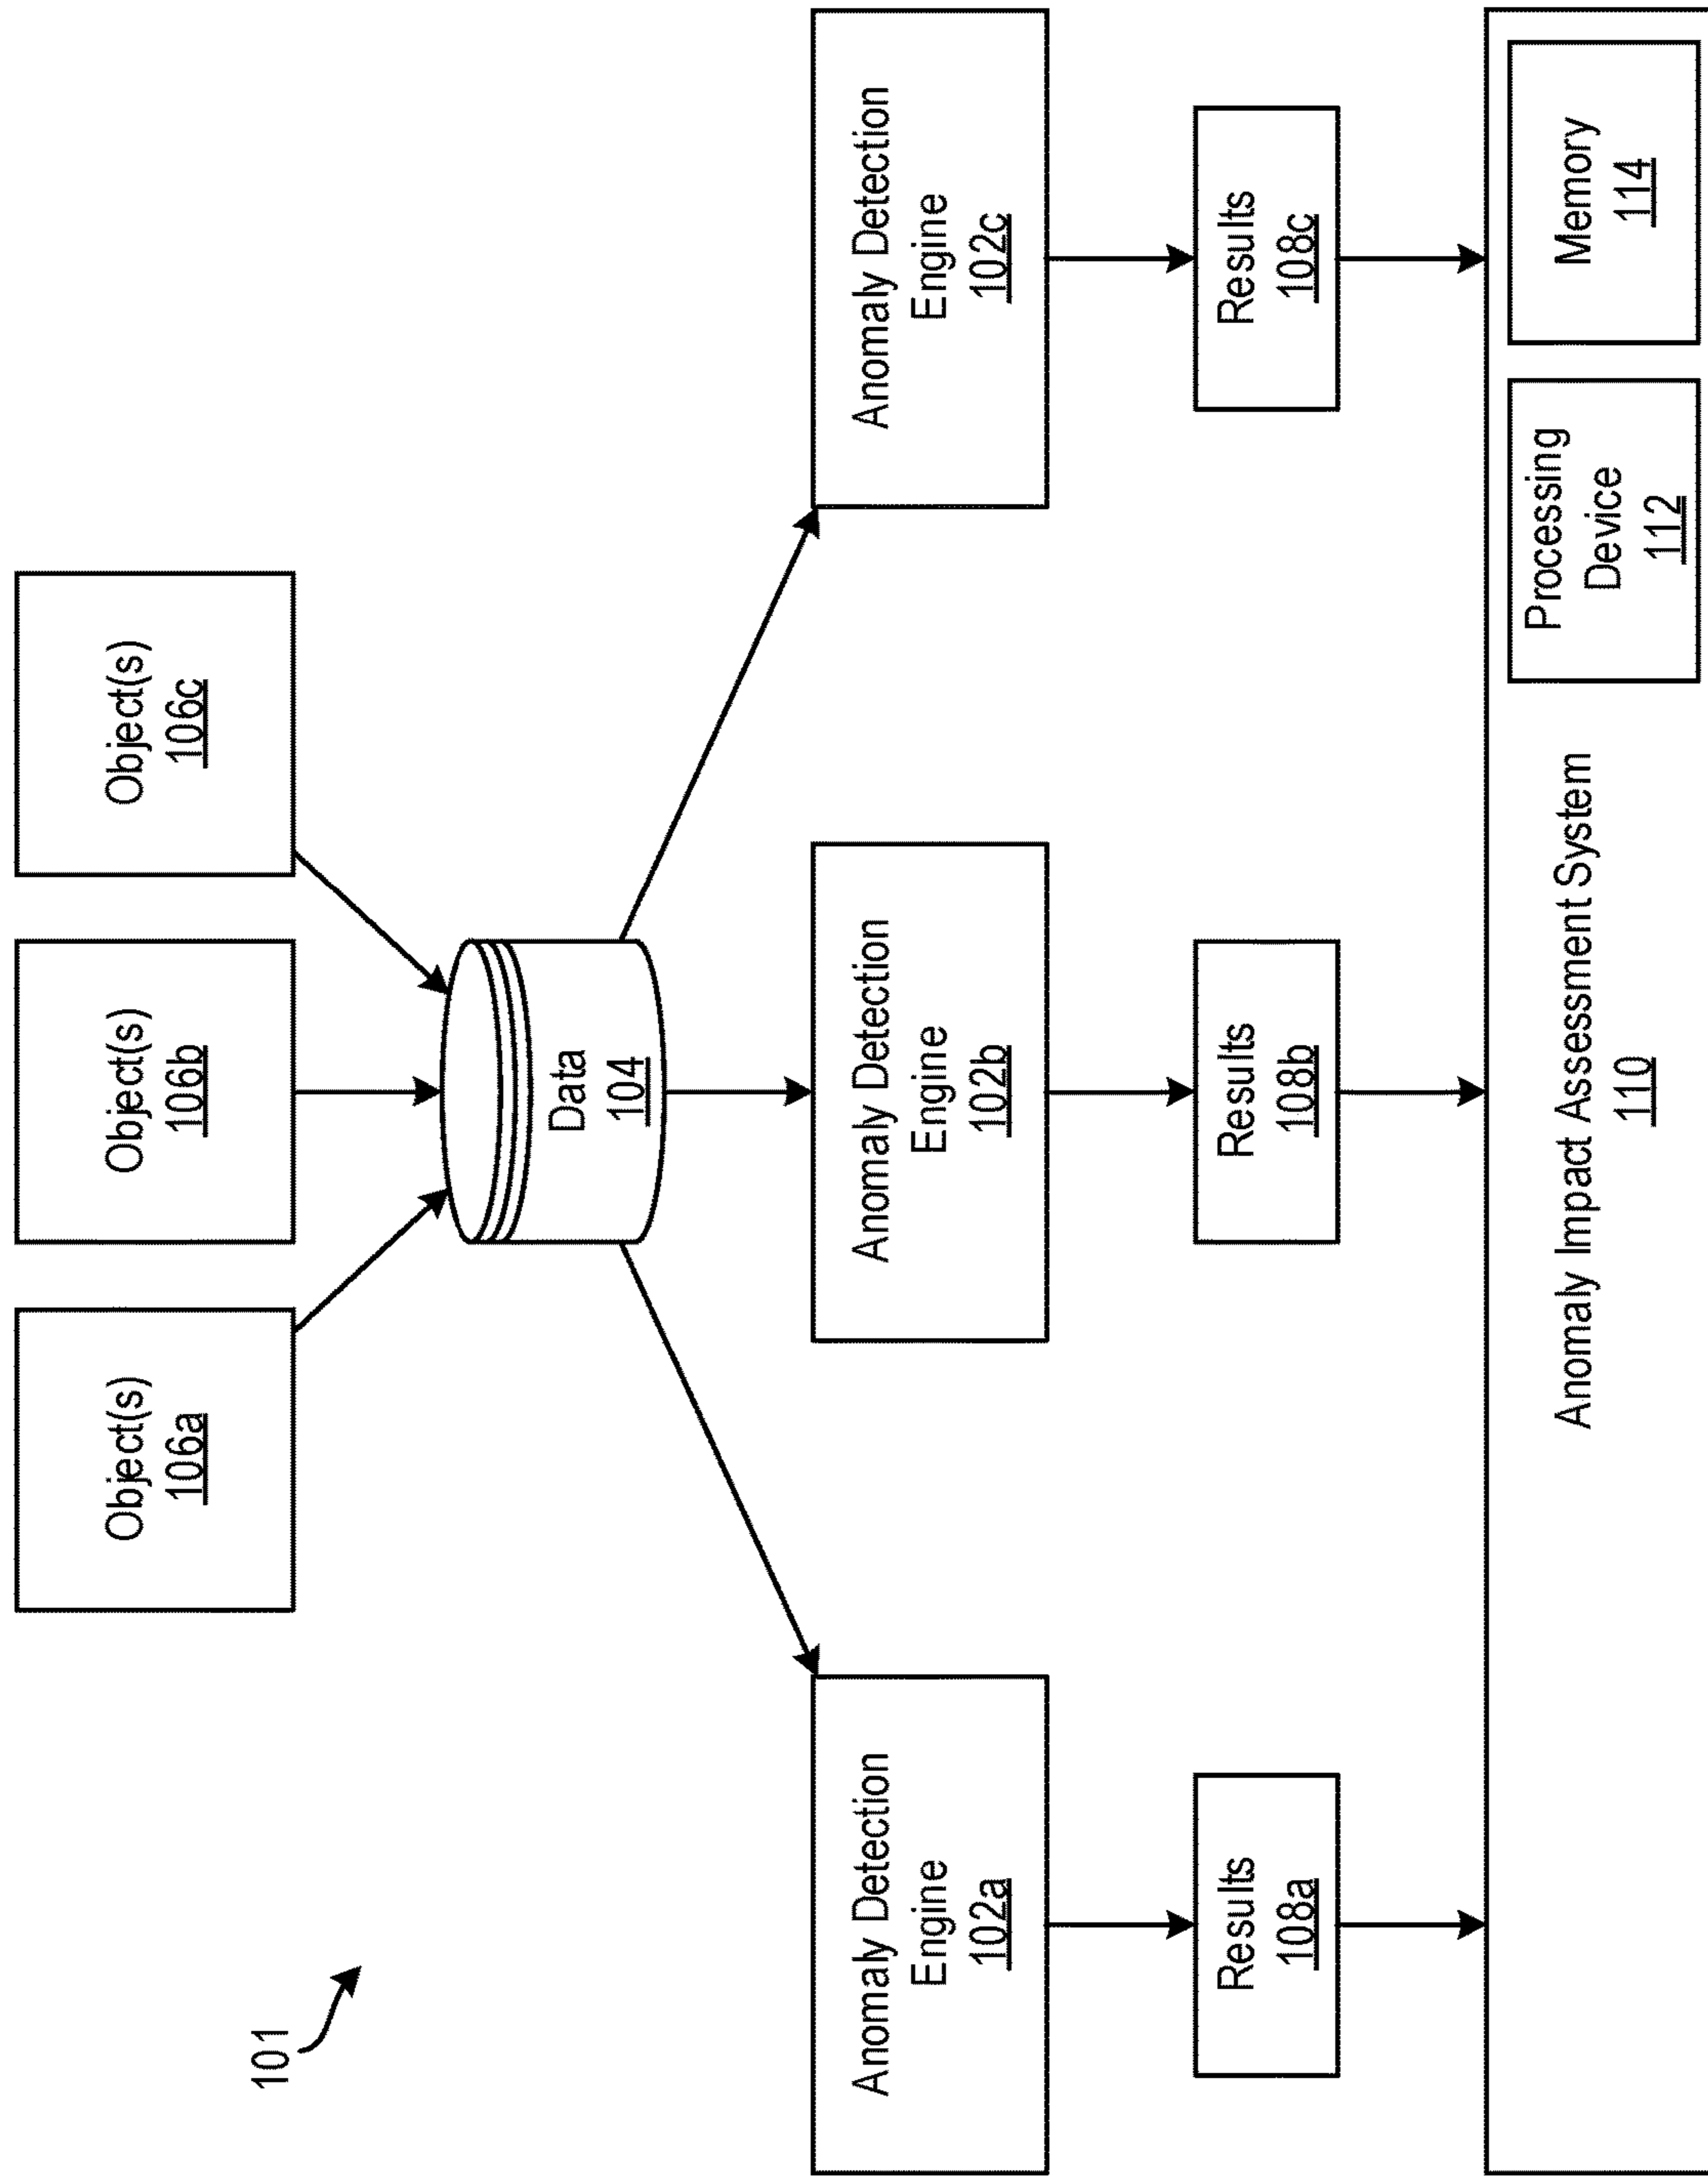 101
Object(s)
106a
Object(s)
106b
Object(s)
106c
Data
104
Anomaly Detection
Engine
102a
Anomaly Detection
Engine
102b
Anomaly Detection
Engine
102c
Results
108a
Results
108b
Results
108c
Anomaly Impact Assessment System
110
Processing
Device
112
Memory
114